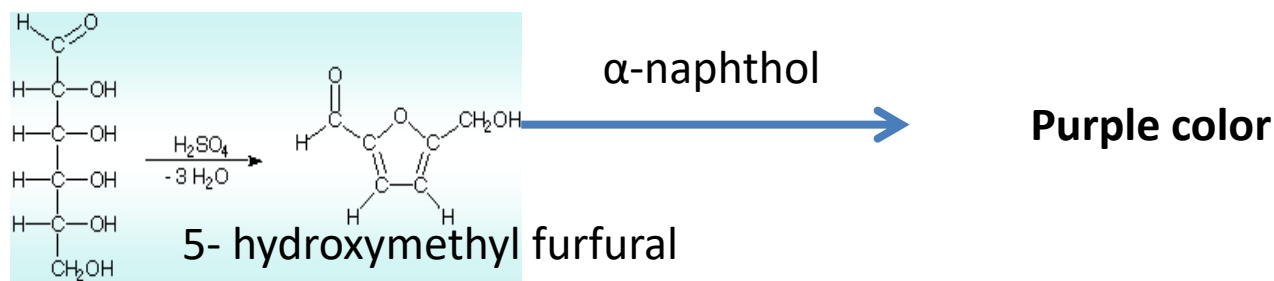 H O
C
H—C—OH
H—C—OH
H—C—OH
H—C—OH
CH₂OH
H₂SO₄
- 3 H₂O
O
H C C O C CH₂OH
C C
H H
5- hydroxymethyl furfural
α-naphthol
Purple color